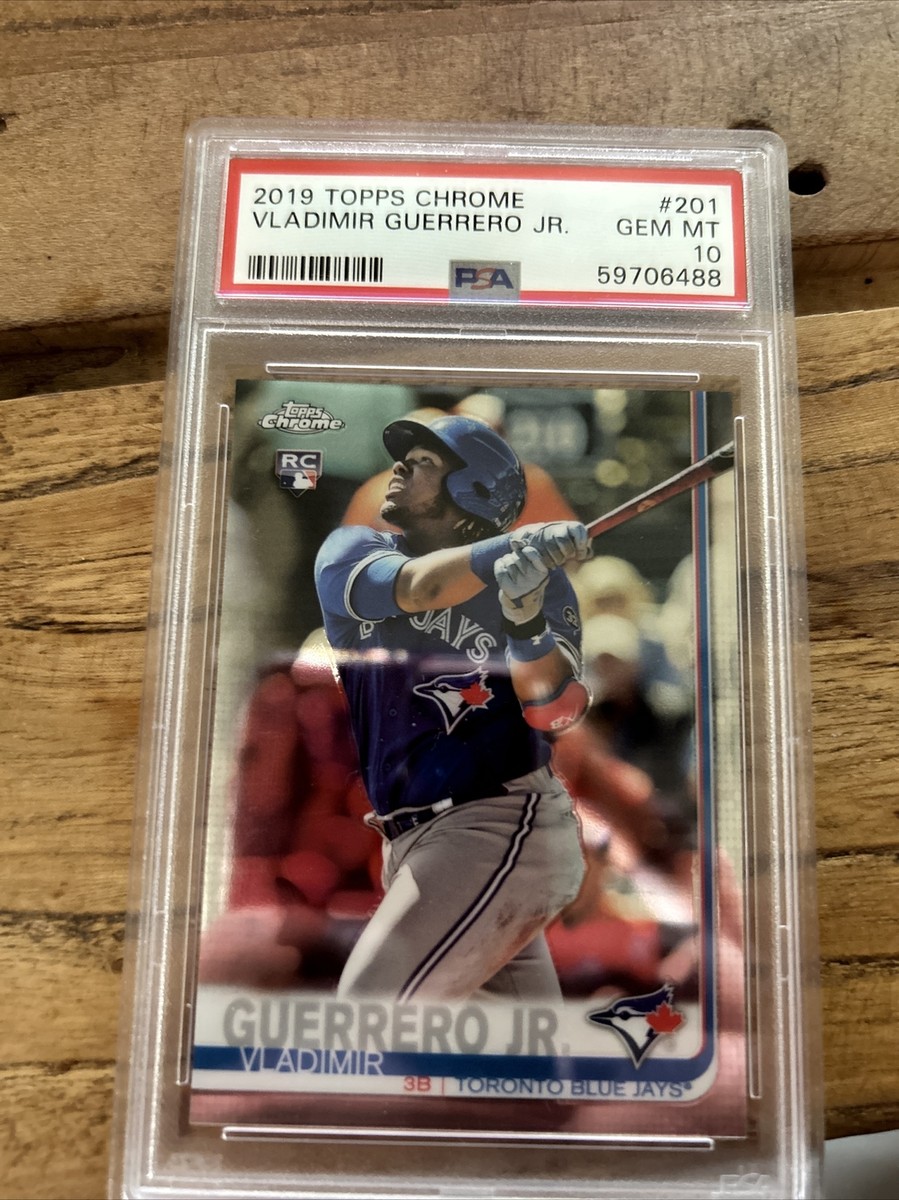 2019 TOPPS CHROME #201
VLADIMIR GUERRERO JR. GEM MT
10
PSA 59706488
Topps
Chrome
RC
JAYS
GUERRERO JR.
VLADIMIR
3B | TORONTO BLUE JAYS®